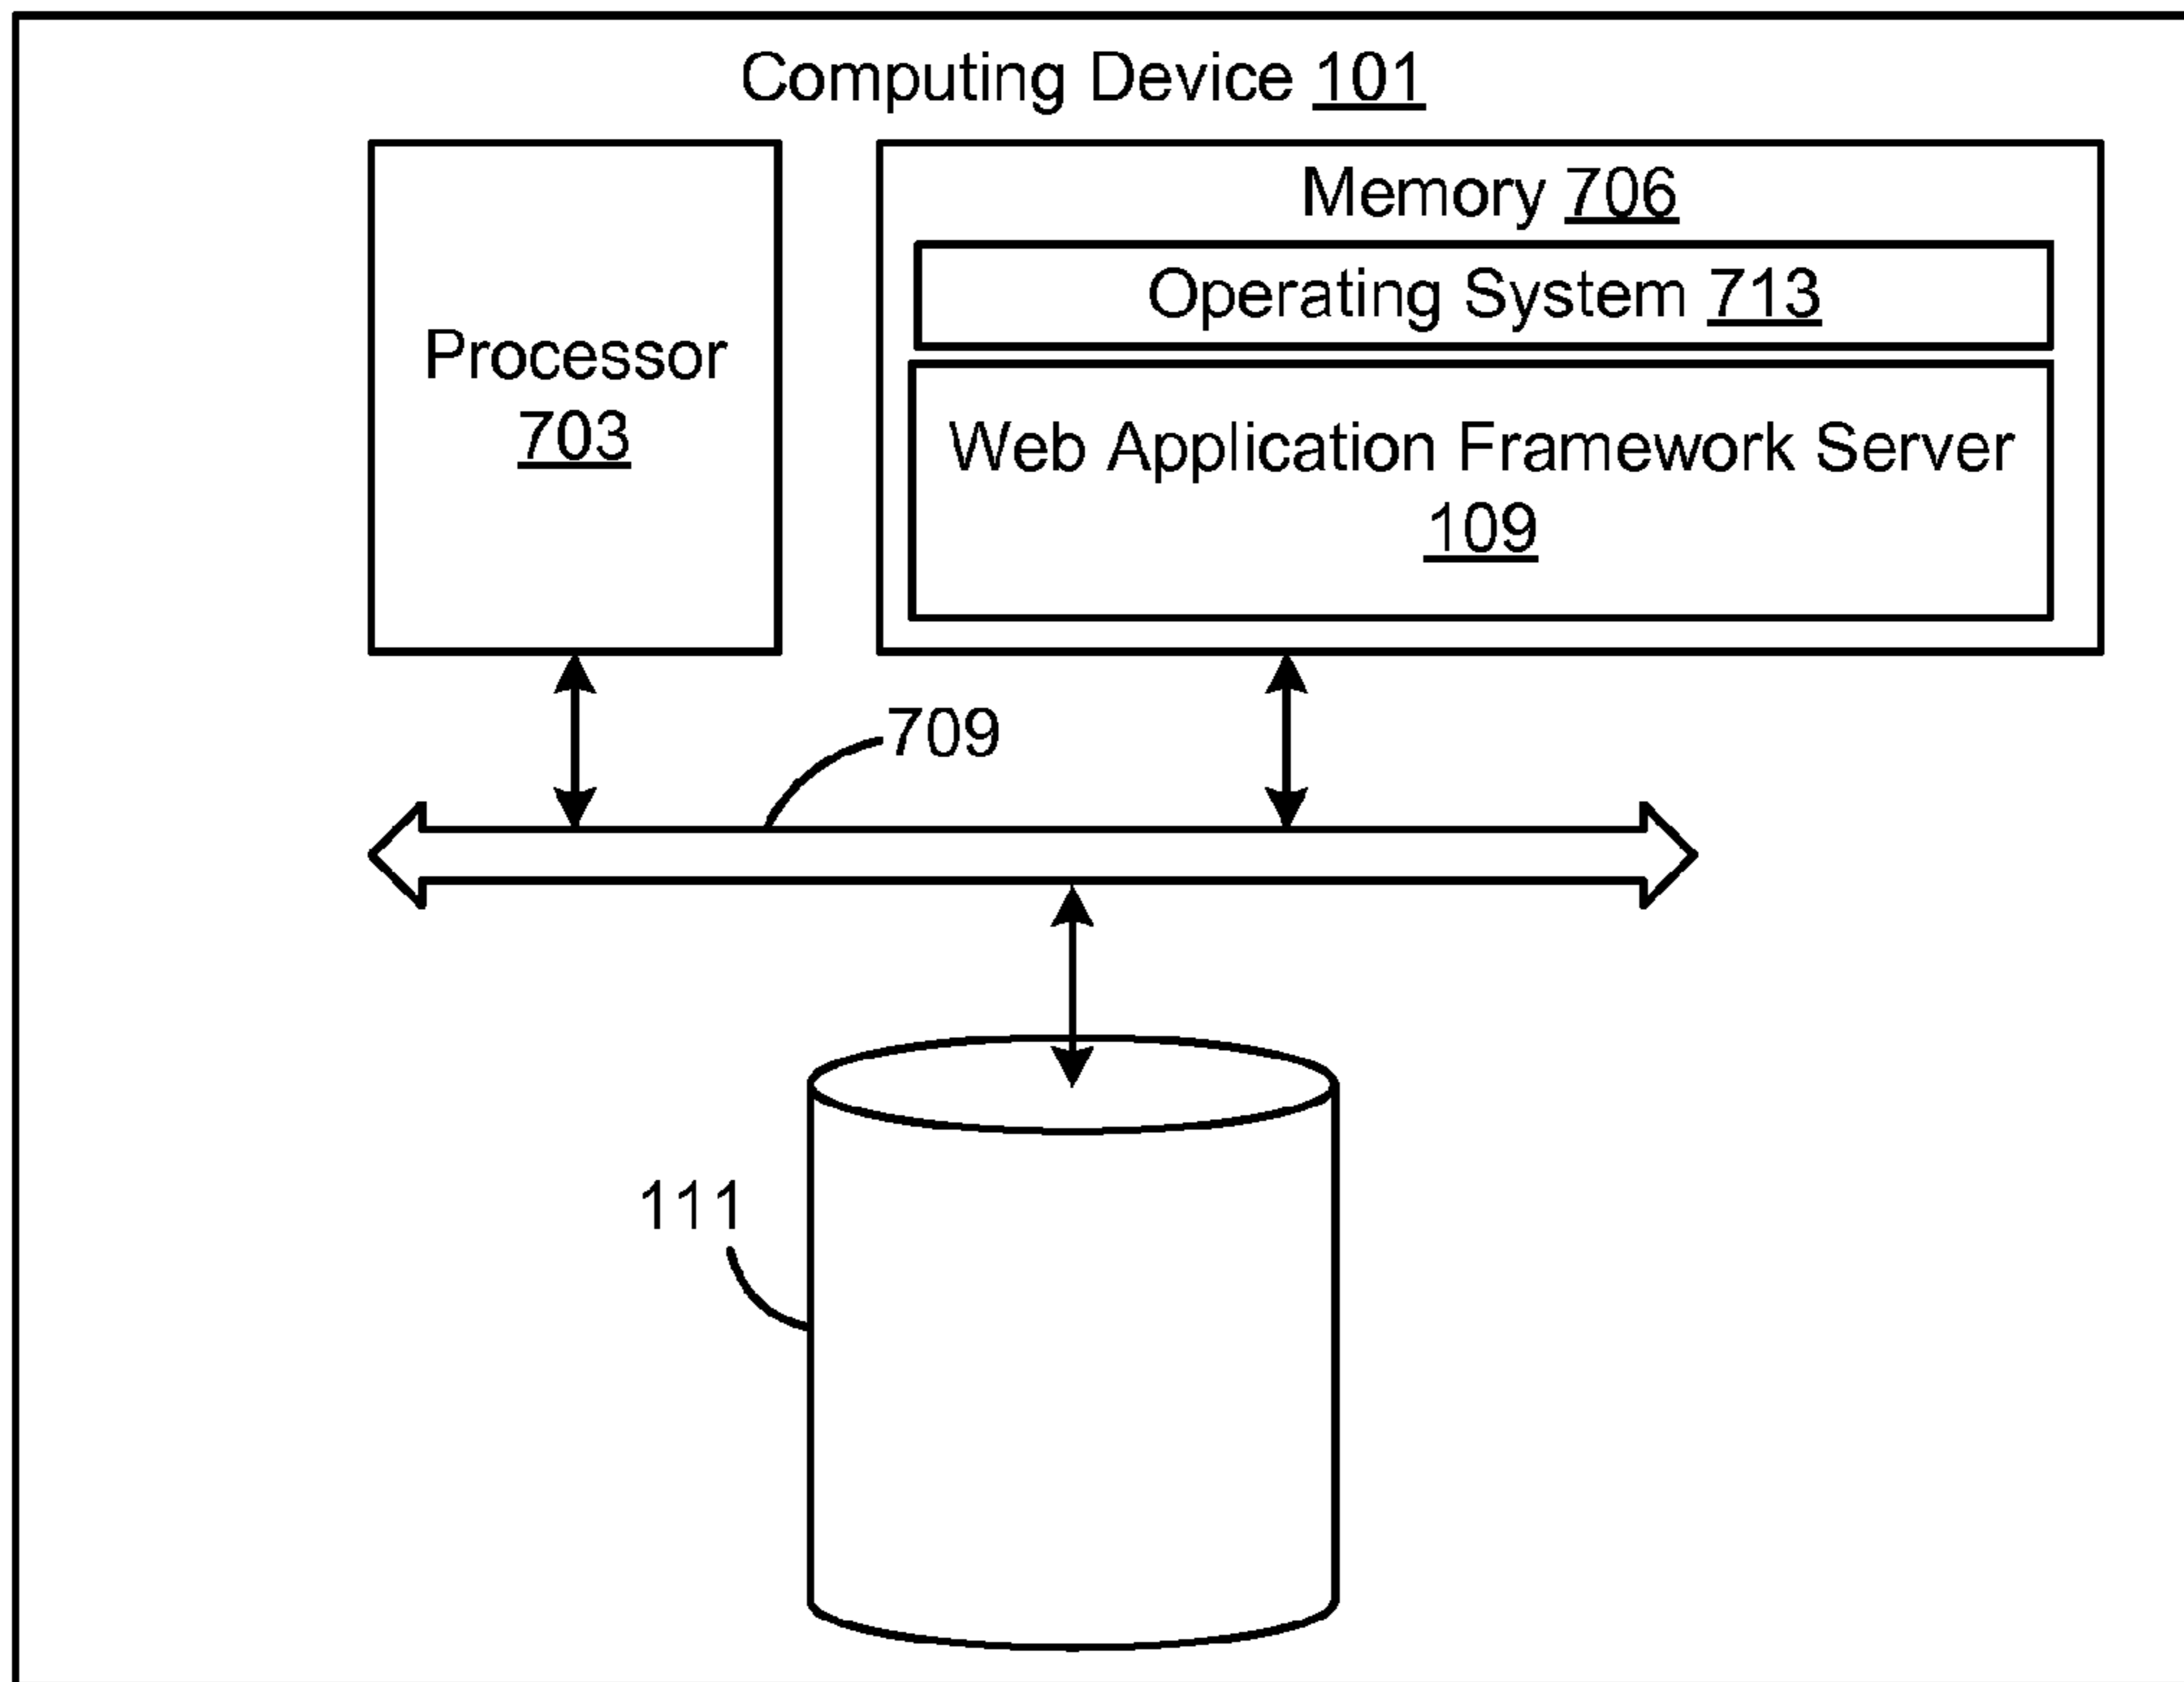 Computing Device 101
Processor
703
Memory 706
Operating System 713
Web Application Framework Server
109
709
111